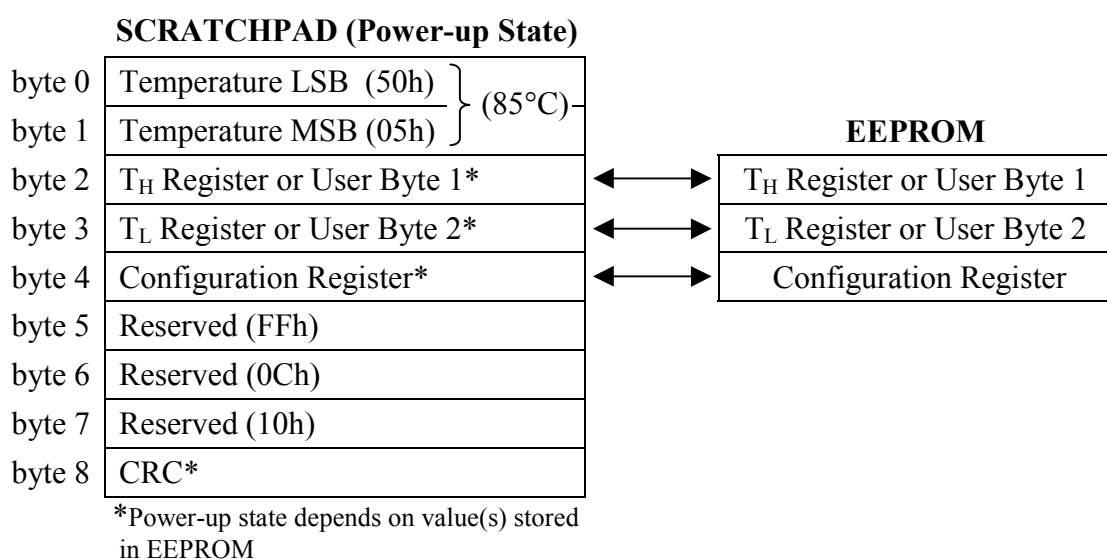 SCRATCHPAD (Power-up State)
byte 0 Temperature LSB (50h)
(85°C)
byte 1 Temperature MSB (05h)
EEPROM
byte 2 TH Register or User Byte 1* TH Register or User Byte 1
byte 3 TL Register or User Byte 2* TL Register or User Byte 2
byte 4 Configuration Register* Configuration Register
byte 5 Reserved (FFh)
byte 6 Reserved (0Ch)
byte 7 Reserved (10h)
byte 8 CRC*
*Power-up state depends on value(s) stored
in EEPROM